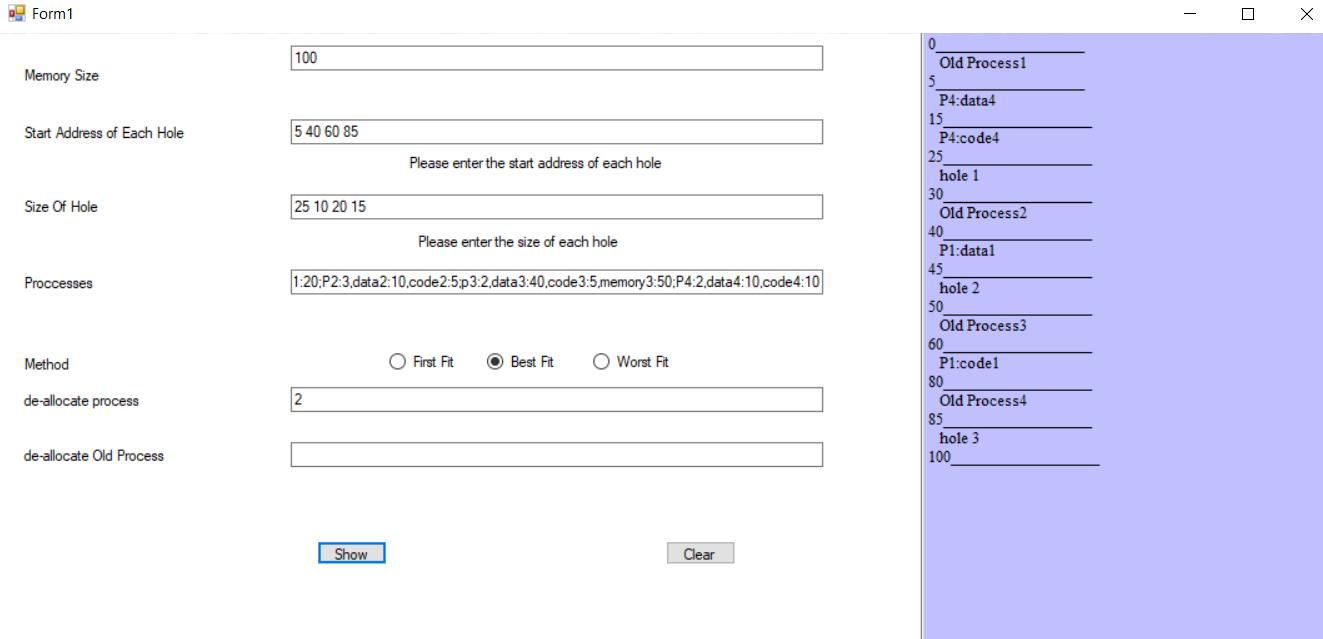 Form1
Memory Size
100
Start Address of Each Hole
5 40 60 85
Please enter the start address of each hole
Size Of Hole
25 10 20 15
Please enter the size of each hole
Proccesses
1:20;P2:3,data2:10,code2:5;p3:2,data3:40,code3:5,memory3:50;P4:2,data4:10,code4:10
Method
First Fit
Best Fit
Worst Fit
de-allocate process
2
de-allocate Old Process
Show
Clear
0
Old Process1
5
P4:data4
15
P4:code4
25
hole 1
30
Old Process2
40
P1:data1
45
hole 2
50
Old Process3
60
P1:code1
80
Old Process4
85
hole 3
100